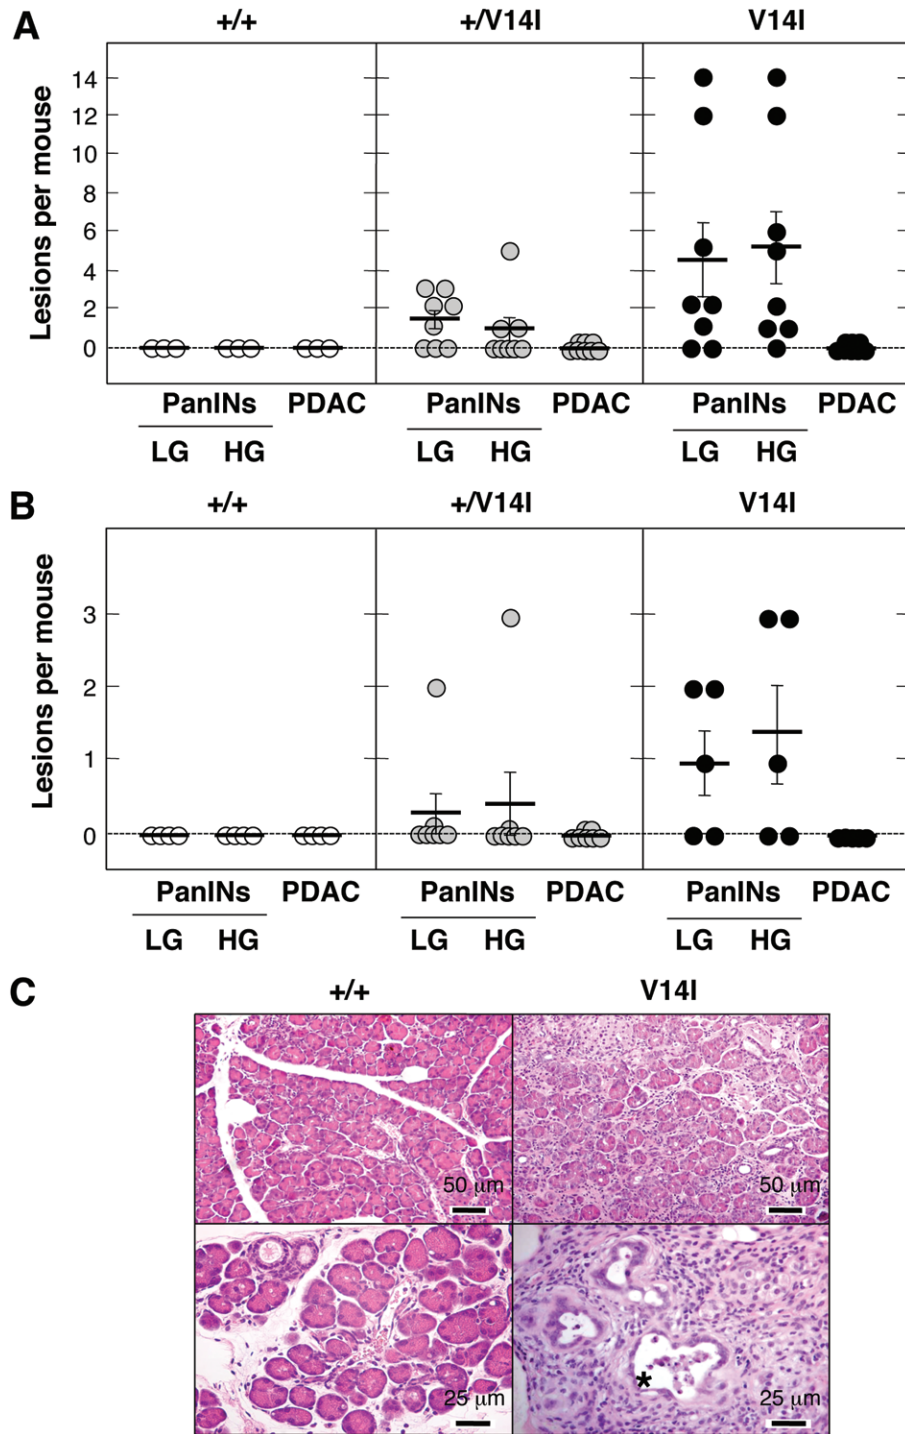 A
+/+ +/V14I V14I
Lesions per mouse
14
12
10
8
6
4
2
0
PanINs PDAC PanINs PDAC PanINs PDAC
LG HG LG HG LG HG
B
+/+ +/V14I V14I
Lesions per mouse
3
2
1
0
PanINs PDAC PanINs PDAC PanINs PDAC
LG HG LG HG LG HG
C
+/+ V14I
50 μm 50 μm
*
25 μm 25 μm